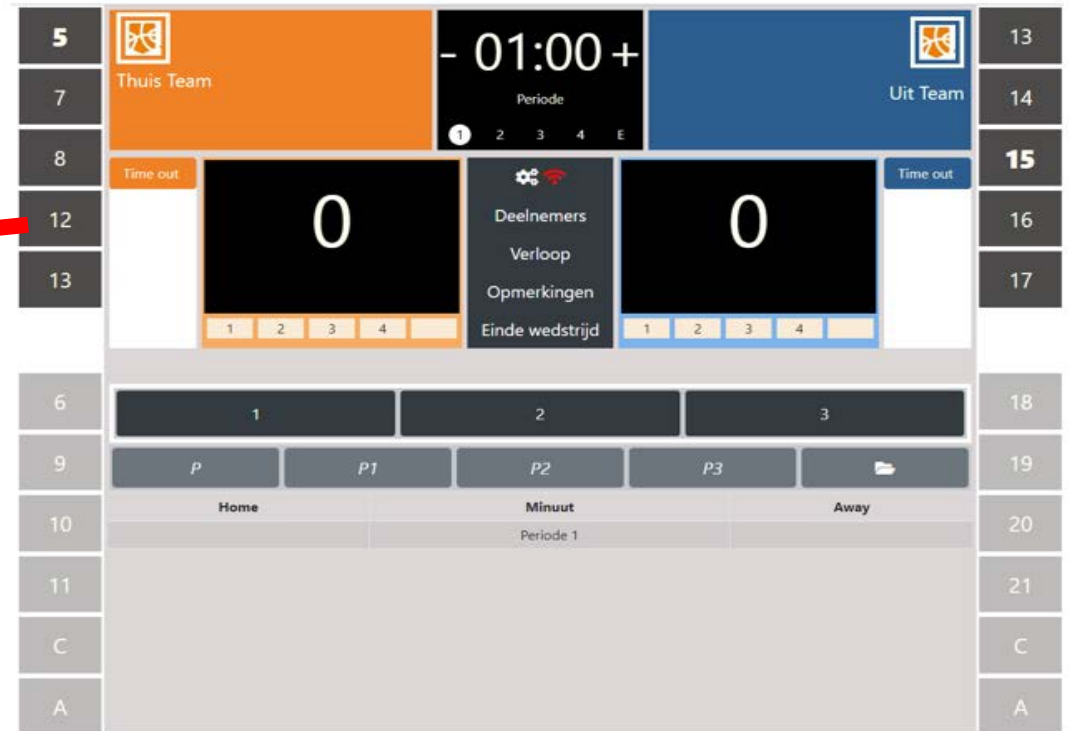 5
7
8
12
13
6
9
10
11
C
A
Thuis Team
- 01:00 +
Periode
1 2 3 4 E
Uit Team
Time out
0
1 2 3 4
Deelnemers
Verloop
Opmerkingen
Einde wedstrijd
0
1 2 3 4
Time out
1 2 3
P P1 P2 P3
Home Minuut Away
Periode 1
13
14
15
16
17
18
19
20
21
C
A